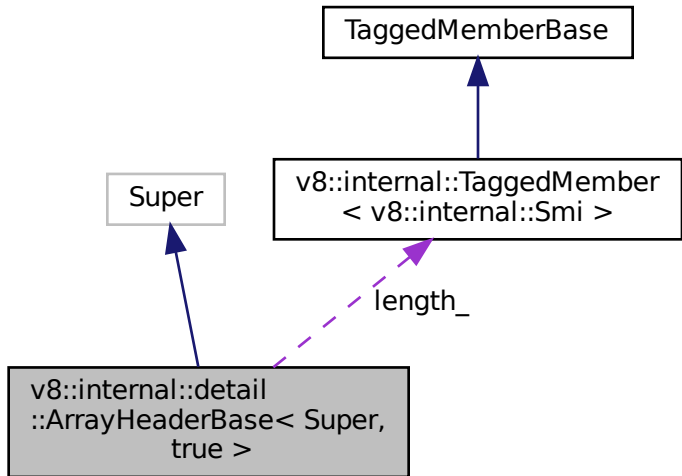 TaggedMemberBase
v8::internal::TaggedMember
< v8::internal::Smi >
Super
length_
v8::internal::detail
::ArrayHeaderBase< Super,
true >